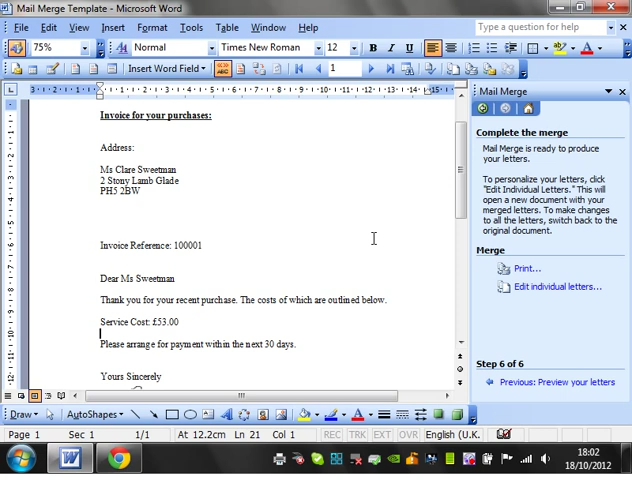 Mail Merge Template - Microsoft Word
File Edit View Insert Format Tools Table Window Help Type a question for help
75% Normal Times New Roman 12 B I U
Insert Word Field 1
Mail Merge
Invoice for your purchases:
Address:
Ms Clare Sweetman
2 Stony Lamb Glade
PH5 2BW
Invoice Reference: 100001
Dear Ms Sweetman
Thank you for your recent purchase. The costs of which are outlined below.
Service Cost: £53.00
Please arrange for payment within the next 30 days.
Yours Sincerely
Complete the merge
Mail Merge is ready to produce
your letters.
To personalize your letters, click
"Edit Individual Letters." This will
open a new document with your
merged letters. To make changes
to all the letters, switch back to the
original document.
Merge
Print...
Edit individual letters...
Step 6 of 6
Previous: Preview your letters
Draw AutoShapes
Page 1 Sec 1 1/1 At 12.2cm Ln 21 Col 1 REC TRK EXT OVR English (U.K.
18:02
18/10/2012